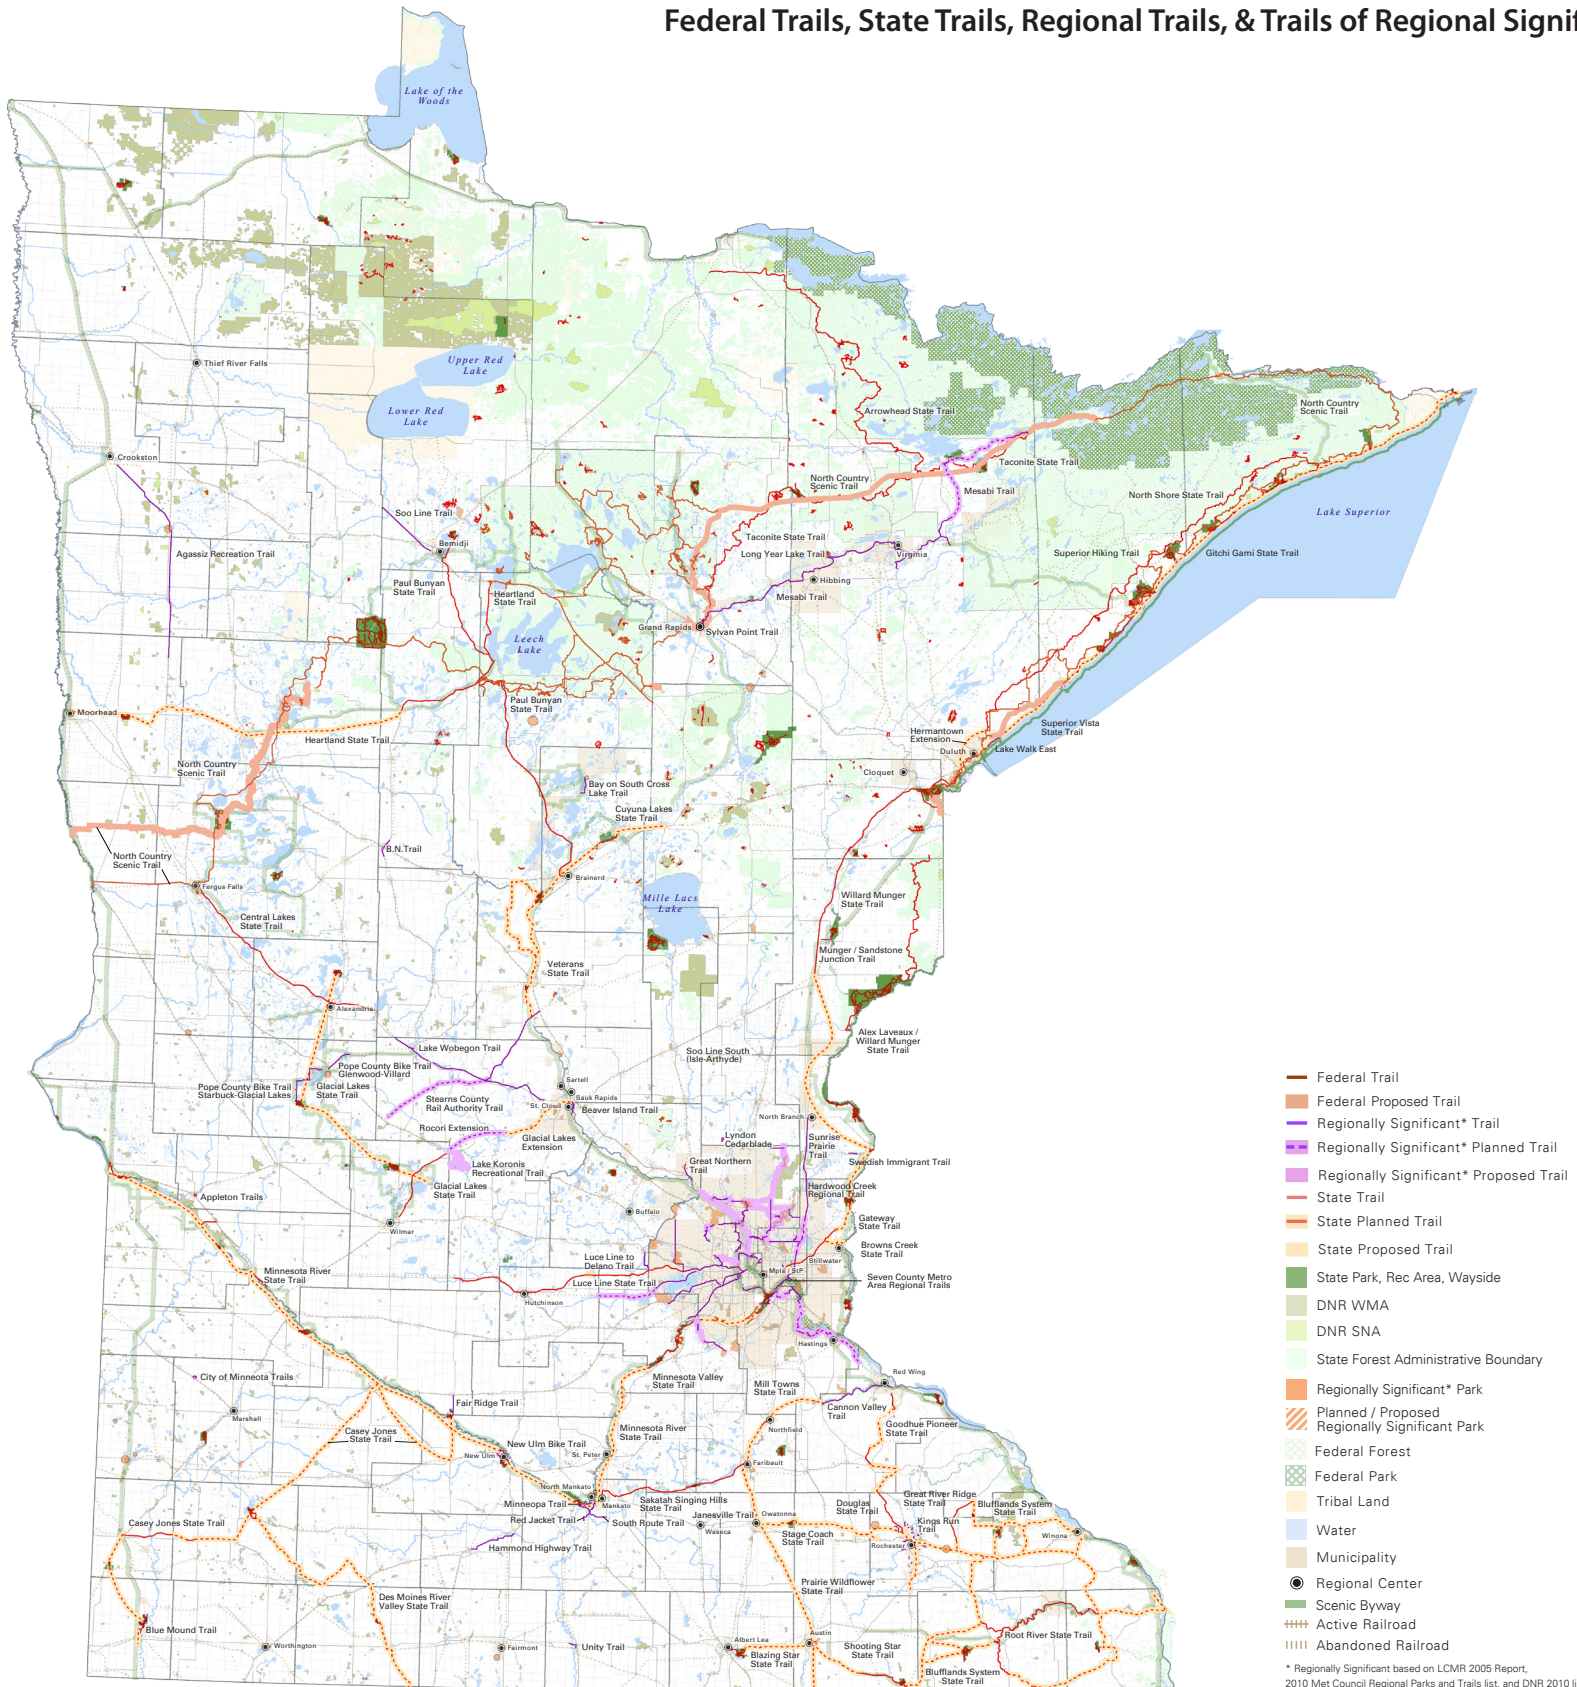 Federal Trails, State Trails, Regional Trails, & Trails of Regional Signif
Lake of the
Woods
Thief River Falls
Upper Red
Lake
Lower Red
Lake
Crookston
Agassiz Recreation Trail
Soo Line Trail
Bemidji
Paul Bunyan
State Trail
Heartland
State Trail
Leech
Lake
Arrowhead State Trail
North Country
Scenic Trail
Taconite State Trail
North Country
Scenic Trail
Mesabi Trail
North Shore State Trail
Lake Superior
Taconite State Trail
Long Year Lake Trail
Virginia
Hibbing
Mesabi Trail
Superior Hiking Trail
Gitchi Gami State Trail
Grand Rapids
Sylvan Point Trail
Moorhead
Heartland State Trail
North Country
Scenic Trail
Paul Bunyan
State Trail
Hermantown
Extension
Duluth
Superior Vista
State Trail
Lake Walk East
Cloquet
Bay on South Cross
Lake Trail
Cuyuna Lakes
State Trail
North Country
Scenic Trail
B.N.Trail
Fergus Falls
Brainerd
Central Lakes
State Trail
Mille Lacs
Lake
Willard Munger
State Trail
Munger / Sandstone
Junction Trail
Veterans
State Trail
Alexandria
Alex Laveaux /
Willard Munger
State Trail
Lake Wobegon Trail
Soo Line South
(Isle-Arthyde)
Pope County Bike Trail
Glenwood-Villard
Pope County Bike Trail
Starbuck-Glacial Lakes
Glacial Lakes
State Trail
Stearns County
Rail Authority Trail
Sartell
Sauk Rapids
St. Cloud
Beaver Island Trail
Rocori Extension
Glacial Lakes
Extension
North Branch
Sunrise
Prairie
Trail
Lyndon
Cedarblade
Great Northern
Trail
Swedish Immigrant Trail
Lake Koronis
Recreational Trail
Glacial Lakes
State Trail
Hardwood Creek
Regional Trail
Appleton Trails
Wilmar
Buffalo
Gateway
State Trail
Browns Creek
State Trail
Stillwater
Luce Line to
Delano Trail
Luce Line State Trail
Mpls / StP
Seven County Metro
Area Regional Trails
Minnesota River
State Trail
Hutchinson
Hastings
Red Wing
City of Minneota Trails
Marshall
Minnesota Valley
State Trail
Mill Towns
State Trail
Cannon Valley
Trail
Fair Ridge Trail
Goodhue Pioneer
State Trail
Northfield
Casey Jones
State Trail
Minnesota River
State Trail
New Ulm Bike Trail
New Ulm
St. Peter
Faribault
North Mankato
Mankato
Minneopa Trail
Red Jacket Trail
South Route Trail
Sakatah Singing Hills
State Trail
Janesville Trail
Waseca
Owatonna
Douglas
State Trail
Great River Ridge
State Trail
Blufflands System
State Trail
Kings Run
Trail
Winona
Stage Coach
State Trail
Rochester
Casey Jones State Trail
Hammond Highway Trail
Prairie Wildflower
State Trail
Des Moines River
Valley State Trail
Blue Mound Trail
Worthington
Fairmont
Unity Trail
Albert Lea
Blazing Star
State Trail
Austin
Shooting Star
State Trail
Root River State Trail
Blufflands System
State Trail
Federal Trail
Federal Proposed Trail
Regionally Significant* Trail
Regionally Significant* Planned Trail
Regionally Significant* Proposed Trail
State Trail
State Planned Trail
State Proposed Trail
State Park, Rec Area, Wayside
DNR WMA
DNR SNA
State Forest Administrative Boundary
Regionally Significant* Park
Planned / Proposed
Regionally Significant Park
Federal Forest
Federal Park
Tribal Land
Water
Municipality
Regional Center
Scenic Byway
Active Railroad
Abandoned Railroad
* Regionally Significant based on LCMR 2005 Report,
2010 Met Council Regional Parks and Trails list, and DNR 2010 li